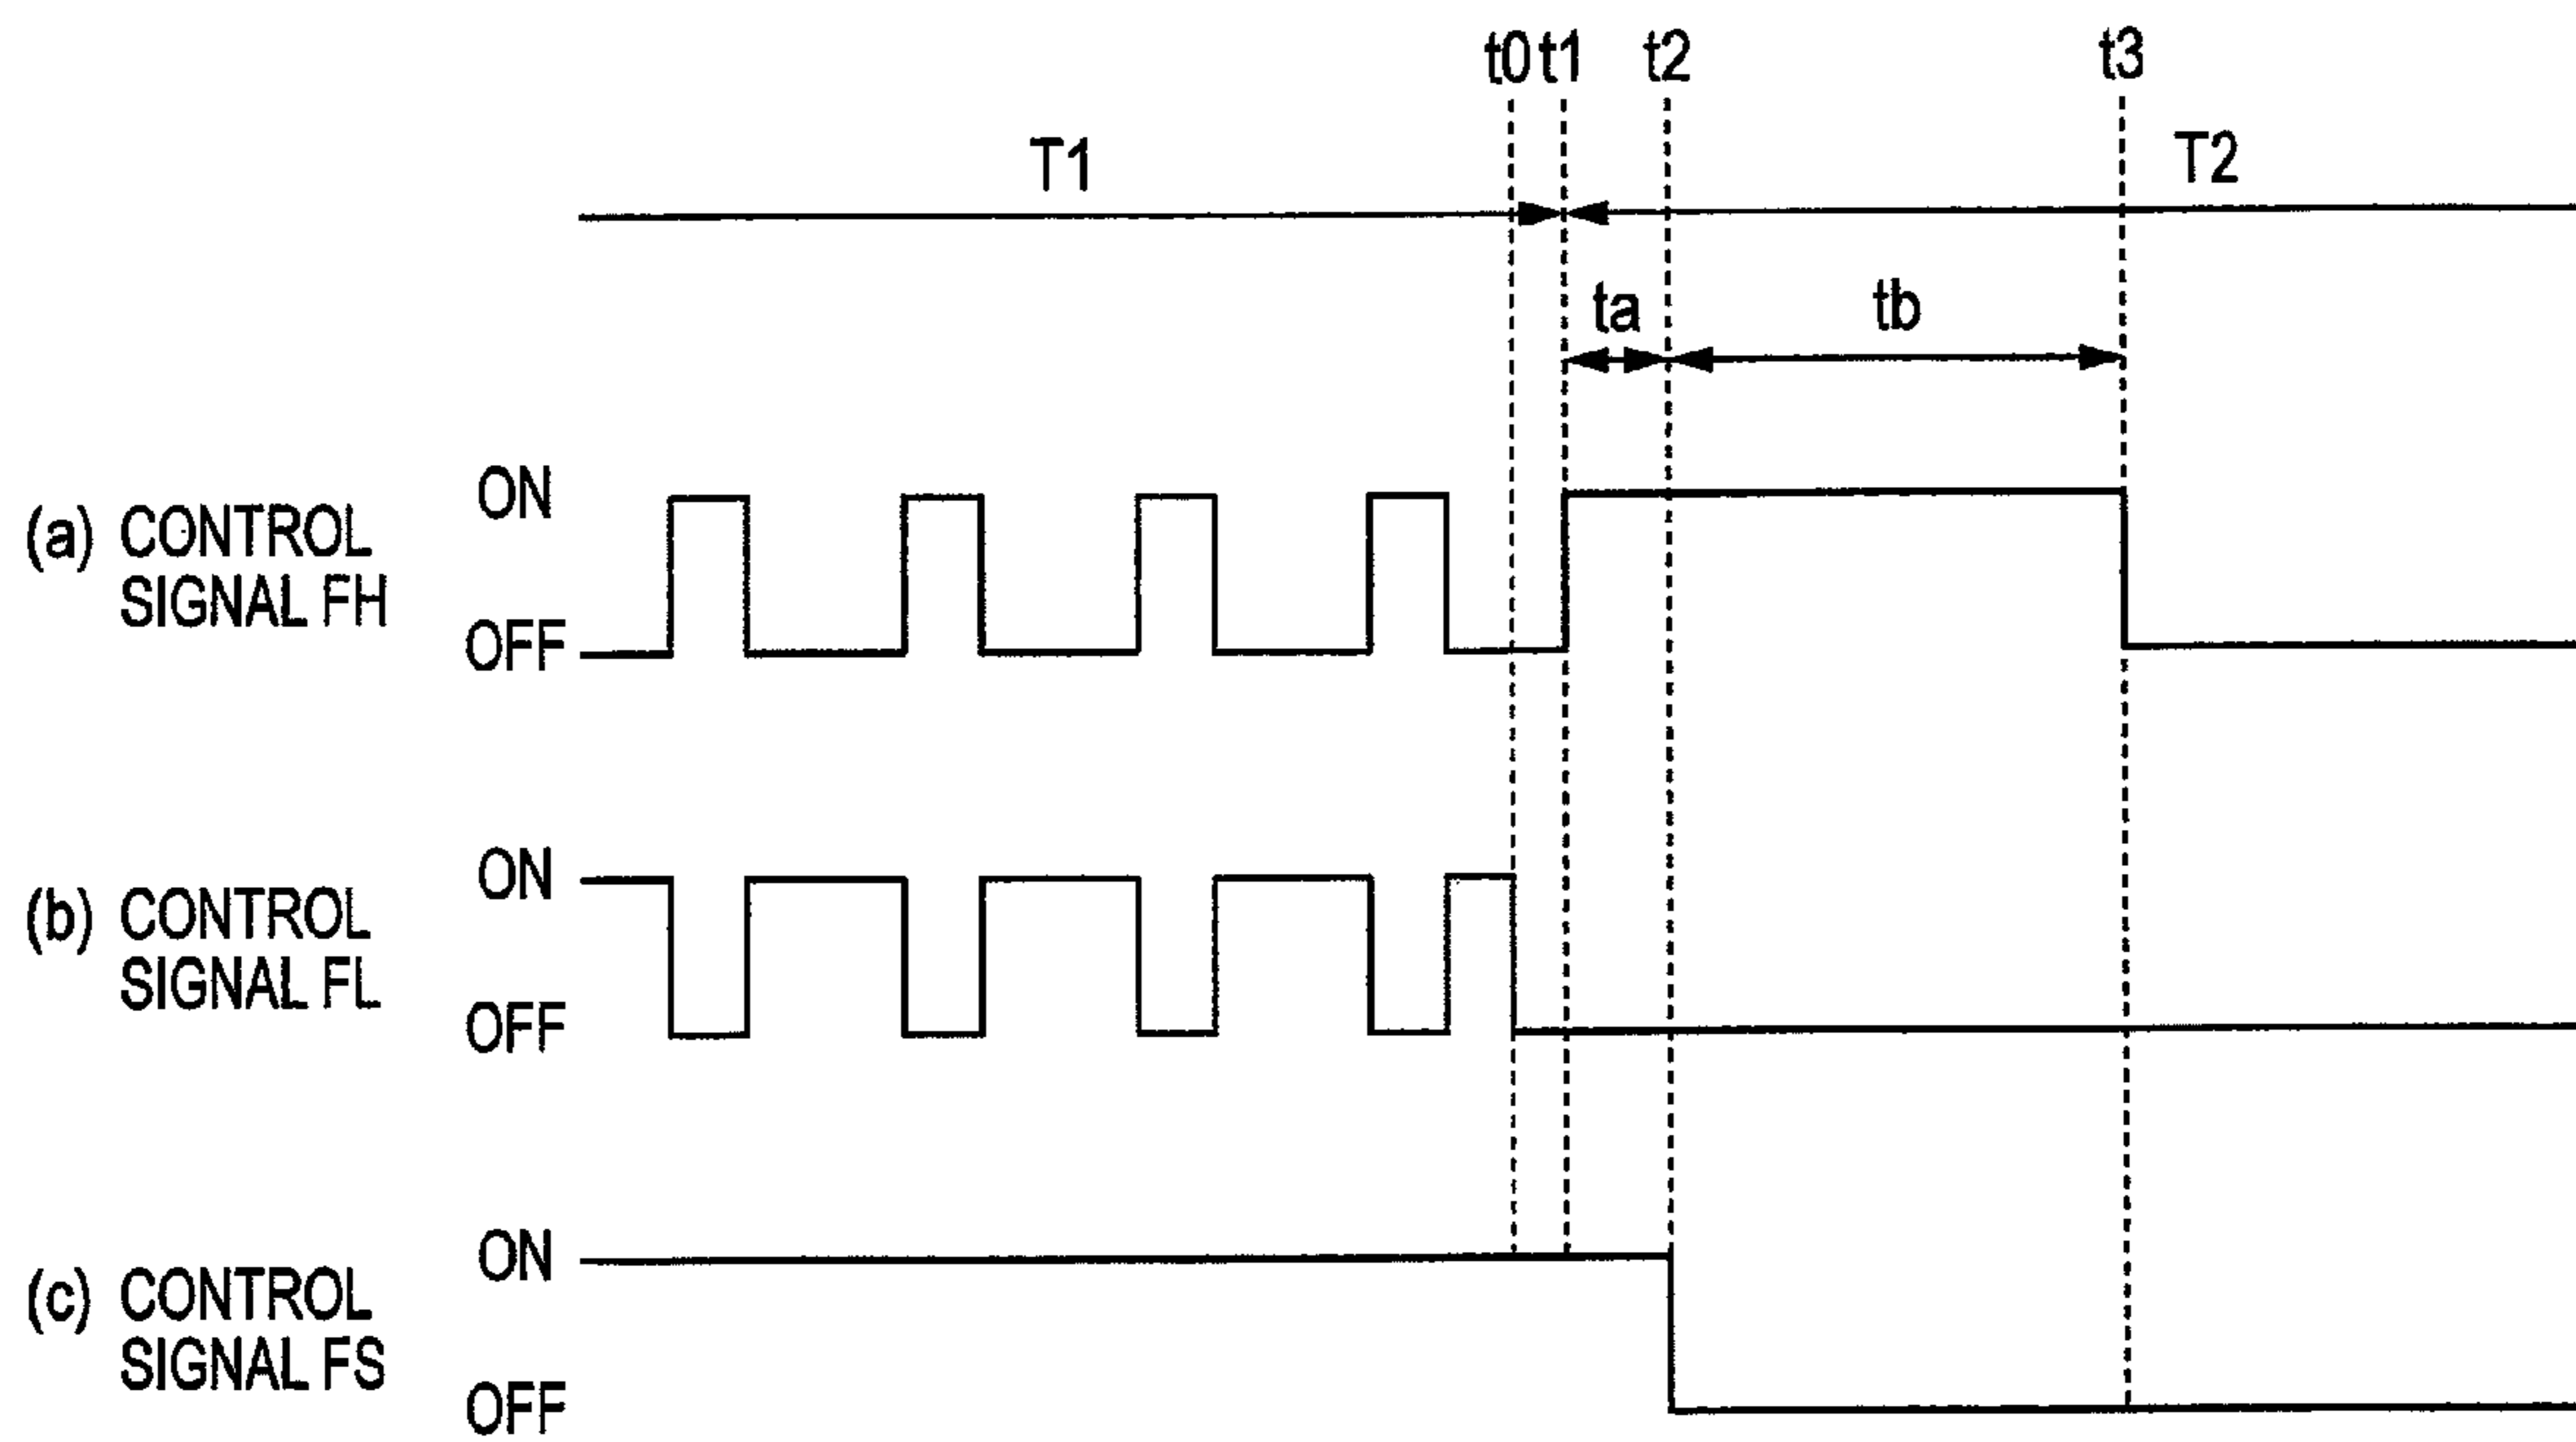 t0 t1 t2 t3
T1 T2
ta tb
(a) CONTROL
SIGNAL FH
ON
OFF
(b) CONTROL
SIGNAL FL
ON
OFF
(c) CONTROL
SIGNAL FS
ON
OFF